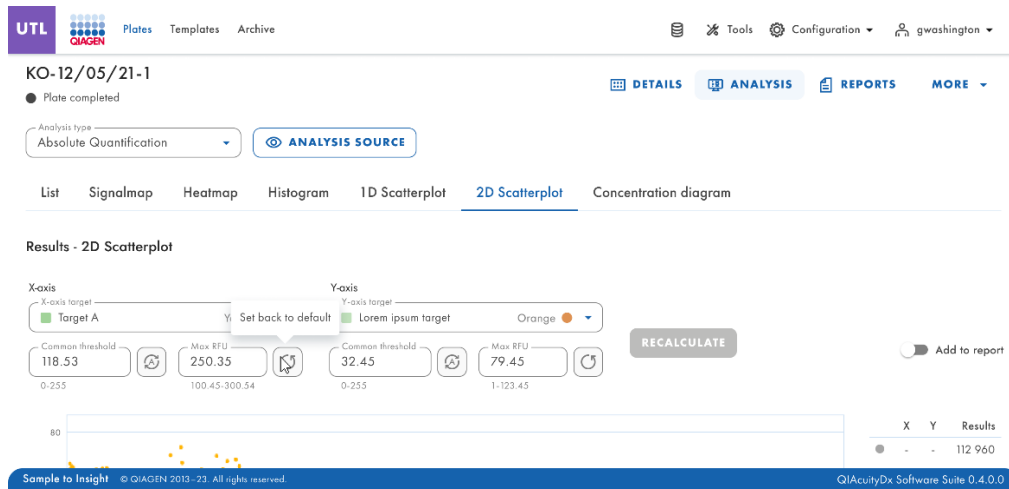 UTL QIAGEN Plates Templates Archive Tools Configuration gwashington
KO-12/05/21-1
Plate completed
DETAILS ANALYSIS REPORTS MORE
Analysis type
Absolute Quantification
ANALYSIS SOURCE
List Signalmap Heatmap Histogram 1D Scatterplot 2D Scatterplot Concentration diagram
Results - 2D Scatterplot
X-axis Y-axis
X-axis target Y-axis target
Target A Set back to default Lorem ipsum target Orange
Common threshold Max RFU Common threshold Max RFU
118.53 A 250.35 32.45 A 79.45
RECALCULATE
Add to report
0-255 100.45-300.54 0-255 1-123.45
X Y Results
80
- - 112 960
Sample to Insight © QIAGEN 2013–23. All rights reserved. QIAcuityDx Software Suite 0.4.0.0